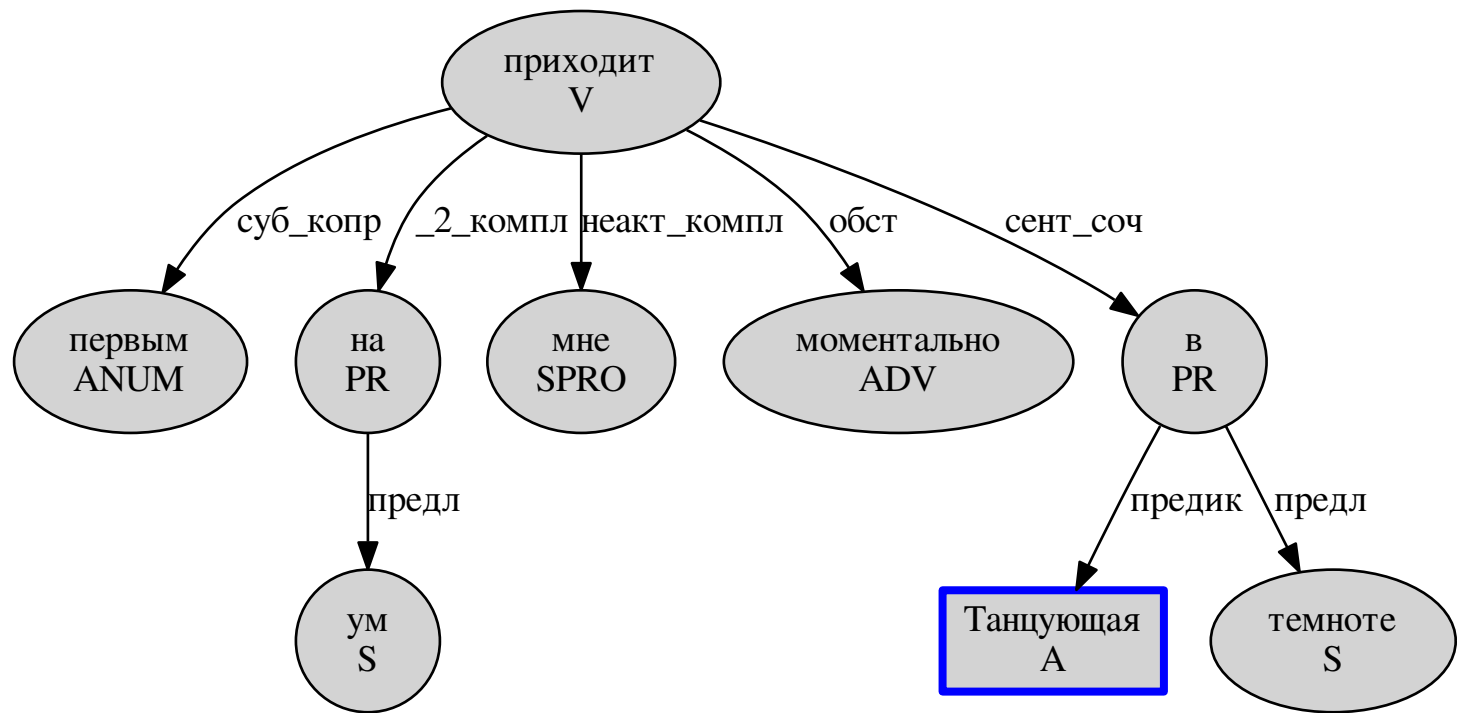 приходит
V
суб_копр
_2_компл
неакт_компл
обст
сент_соч
первым
ANUM
на
PR
мне
SPRO
моментально
ADV
в
PR
предл
предик
предл
ум
S
Танцующая
A
темноте
S